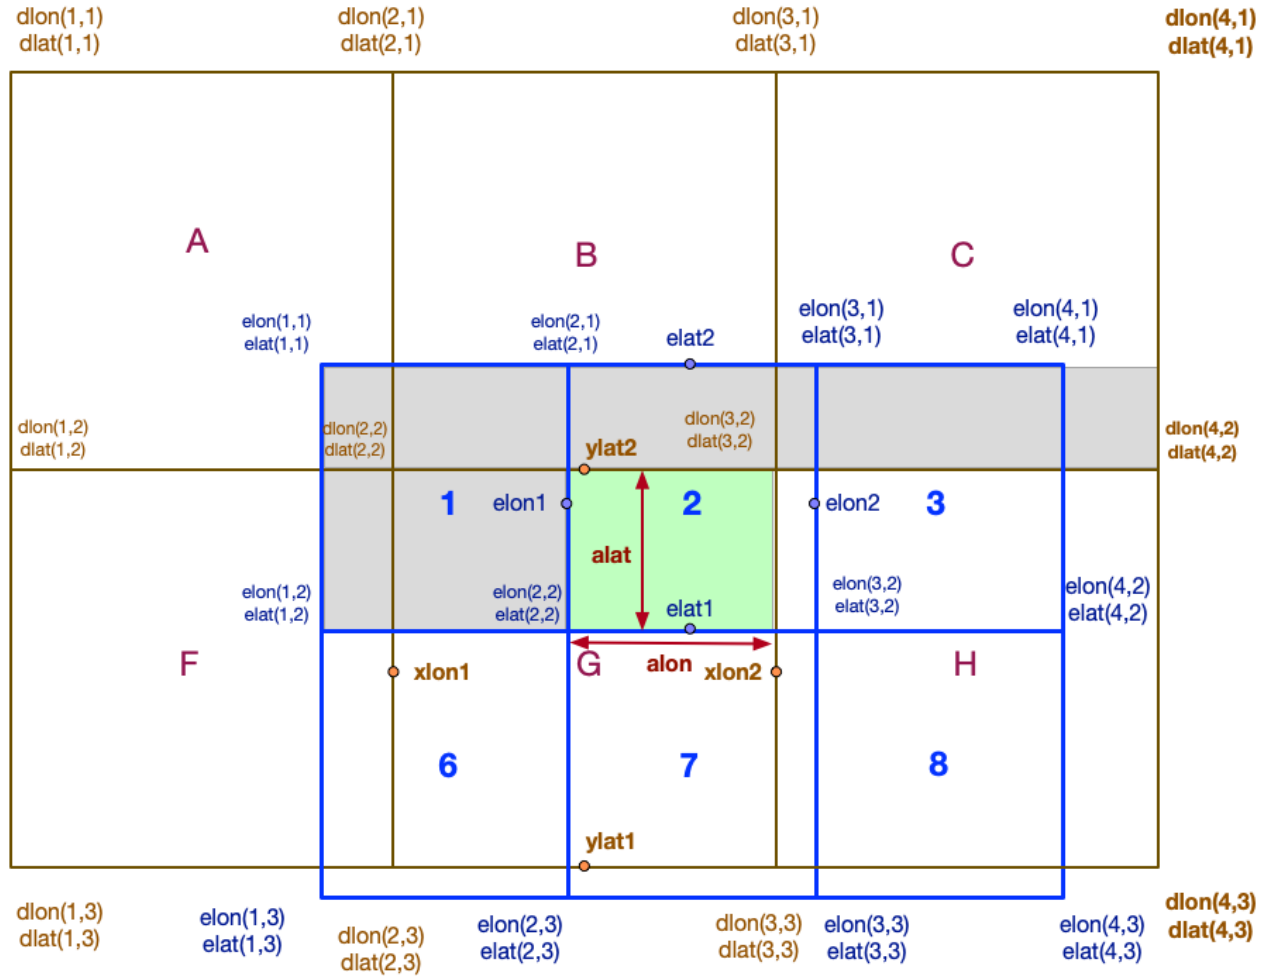 dlon(1,1)
dlat(1,1)
dlon(2,1)
dlat(2,1)
dlon(3,1)
dlat(3,1)
dlon(4,1)
dlat(4,1)
A
B
C
elon(1,1)
elat(1,1)
elon(2,1)
elat(2,1)
elat2
elon(3,1)
elat(3,1)
elon(4,1)
elat(4,1)
dlon(1,2)
dlat(1,2)
dlon(2,2)
dlat(2,2)
ylat2
dlon(3,2)
dlat(3,2)
dlon(4,2)
dlat(4,2)
1
elon1
2
elon2
3
alat
elon(1,2)
elat(1,2)
elon(2,2)
elat(2,2)
elat1
elon(3,2)
elat(3,2)
elon(4,2)
elat(4,2)
F
xlon1
G
alon
xlon2
H
6
7
8
ylat1
dlon(1,3)
dlat(1,3)
elon(1,3)
elat(1,3)
dlon(2,3)
dlat(2,3)
elon(2,3)
elat(2,3)
dlon(3,3)
dlat(3,3)
elon(3,3)
elat(3,3)
elon(4,3)
elat(4,3)
dlon(4,3)
dlat(4,3)